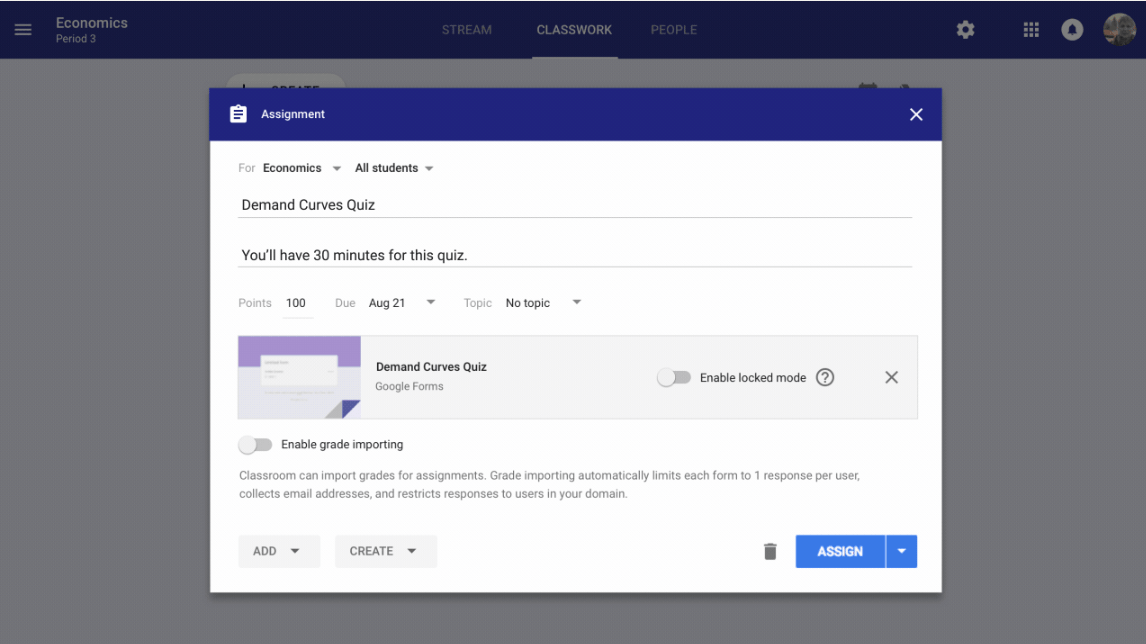 Economics
Period 3
STREAM CLASSWORK PEOPLE
CREATE
Assignment
For Economics All students
Demand Curves Quiz
You’ll have 30 minutes for this quiz.
Points 100 Due Aug 21 Topic No topic
Demand Curves Quiz
Google Forms
Enable locked mode ?
Enable grade importing
Classroom can import grades for assignments. Grade importing automatically limits each form to 1 response per user,
collects email addresses, and restricts responses to users in your domain.
ADD CREATE ASSIGN